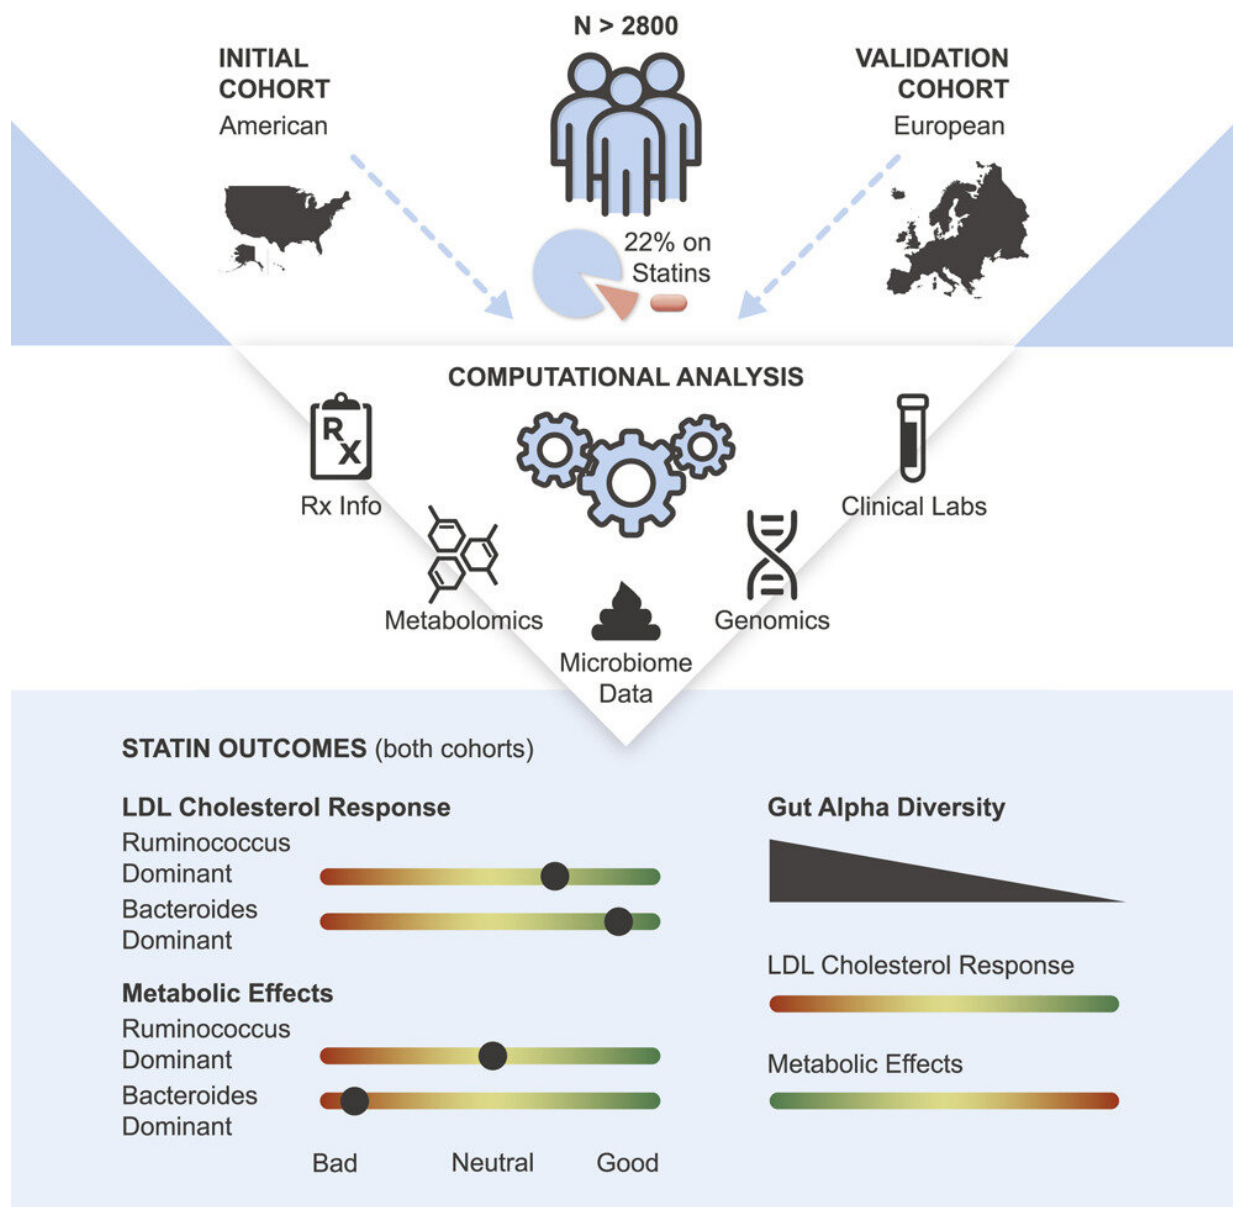 N > 2800
INITIAL
COHORT
American
VALIDATION
COHORT
European
22% on
Statins
COMPUTATIONAL ANALYSIS
Rx
Rx Info
Clinical Labs
Metabolomics
Genomics
Microbiome
Data
STATIN OUTCOMES (both cohorts)
LDL Cholesterol Response
Ruminococcus
Dominant
Bacteroides
Dominant
Metabolic Effects
Ruminococcus
Dominant
Bacteroides
Dominant
Bad
Neutral
Good
Gut Alpha Diversity
LDL Cholesterol Response
Metabolic Effects